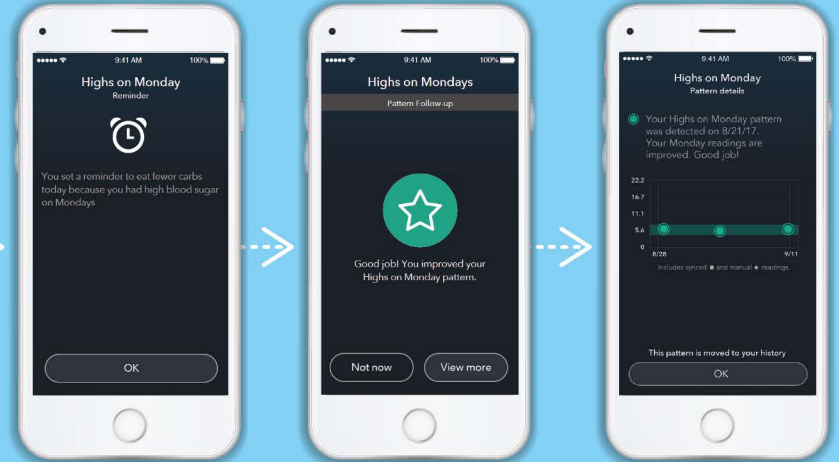 9:41 AM 100%
Highs on Monday
Reminder
You set a reminder to eat fewer carbs
today because you had high blood sugar
on Mondays
OK
9:41 AM 100%
Highs on Mondays
Pattern Follow-up
Good job! You improved your
Highs on Monday pattern.
Not now View more
9:41 AM 100%
Highs on Monday
Pattern details
Your Highs on Monday pattern
was detected on 8/21/17.
Your Monday readings are
improved. Good job!
22.2
16.7
11.1
5.6
0
8/28 9/11
Includes synced and manual readings.
This pattern is moved to your history
OK